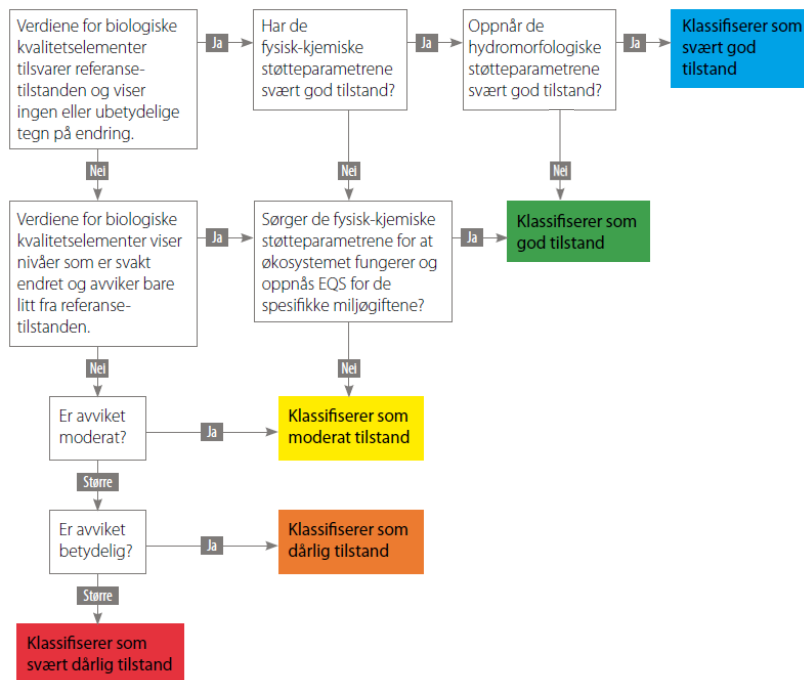 Verdiene for biologiske
kvalitetselementer
tilsvarer referanse-
tilstanden og viser
ingen eller ubetydelige
tegn på endring.
Ja
Har de
fysisk-kjemiske
støtteparametrene
svært god tilstand?
Ja
Oppnår de
hydromorfologiske
støtteparametrene
svært god tilstand?
Ja
Klassifiserer som
svært god
tilstand
Nei
Nei
Nei
Verdiene for biologiske
kvalitetselementer viser
nivåer som er svakt
endret og avviker bare
litt fra referanse-
tilstanden.
Ja
Sørger de fysisk-kjemiske
støtteparametrene for at
økosystemet fungerer og
oppnås EQS for de
spesifikke miljøgiftene?
Ja
Klassifiserer som
god tilstand
Nei
Nei
Er avviket
moderat?
Ja
Klassifiserer som
moderat tilstand
Større
Er avviket
betydelig?
Ja
Klassifiserer som
dårlig tilstand
Større
Klassifiserer som
svært dårlig tilstand